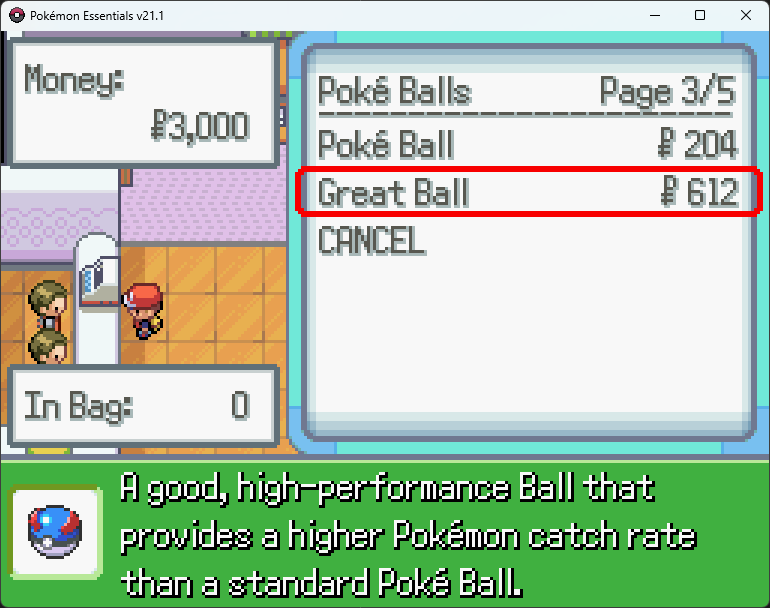 Pokémon Essentials v21.1
Money:
₽3,000
Poké Balls Page 3/5
Poké Ball ₽ 204
Great Ball ₽ 612
CANCEL
In Bag: 0
A good, high-performance Ball that
provides a higher Pokémon catch rate
than a standard Poké Ball.